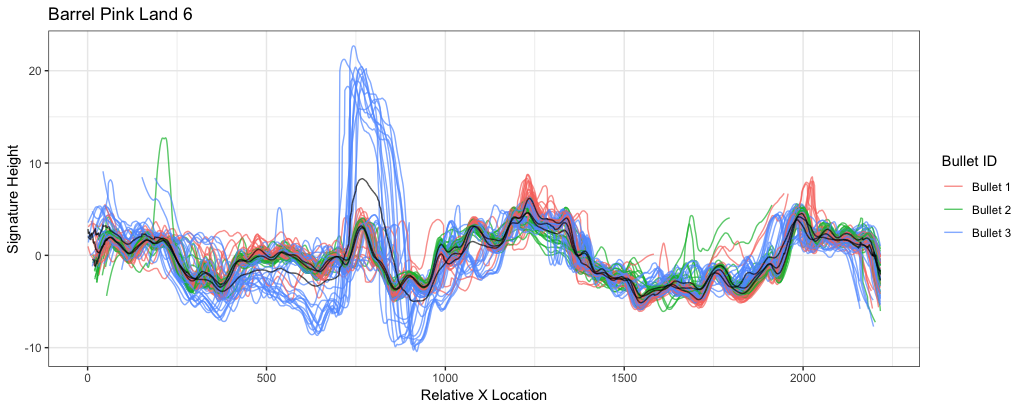 Barrel Pink Land 6
Signature Height
20
10
0
-10
0
500
1000
1500
2000
Relative X Location
Bullet ID
Bullet 1
Bullet 2
Bullet 3